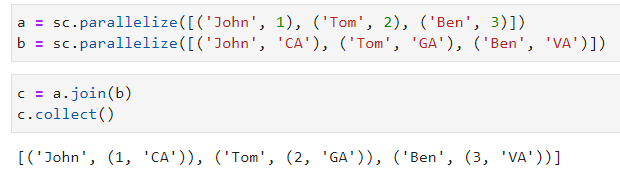 a = sc.parallelize([('John', 1), ('Tom', 2), ('Ben', 3)])
b = sc.parallelize([('John', 'CA'), ('Tom', 'GA'), ('Ben', 'VA')])
c = a.join(b)
c.collect()
[('John', (1, 'CA')), ('Tom', (2, 'GA')), ('Ben', (3, 'VA'))]